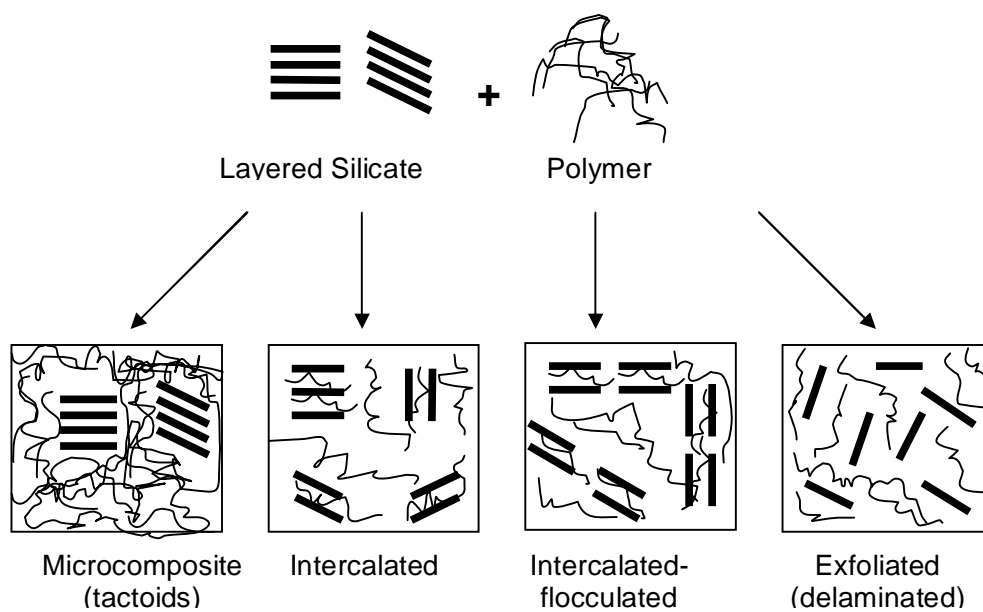 +
Layered Silicate
Polymer
Microcomposite
(tactoids)
Intercalated
Intercalated-
flocculated
Exfoliated
(delaminated)